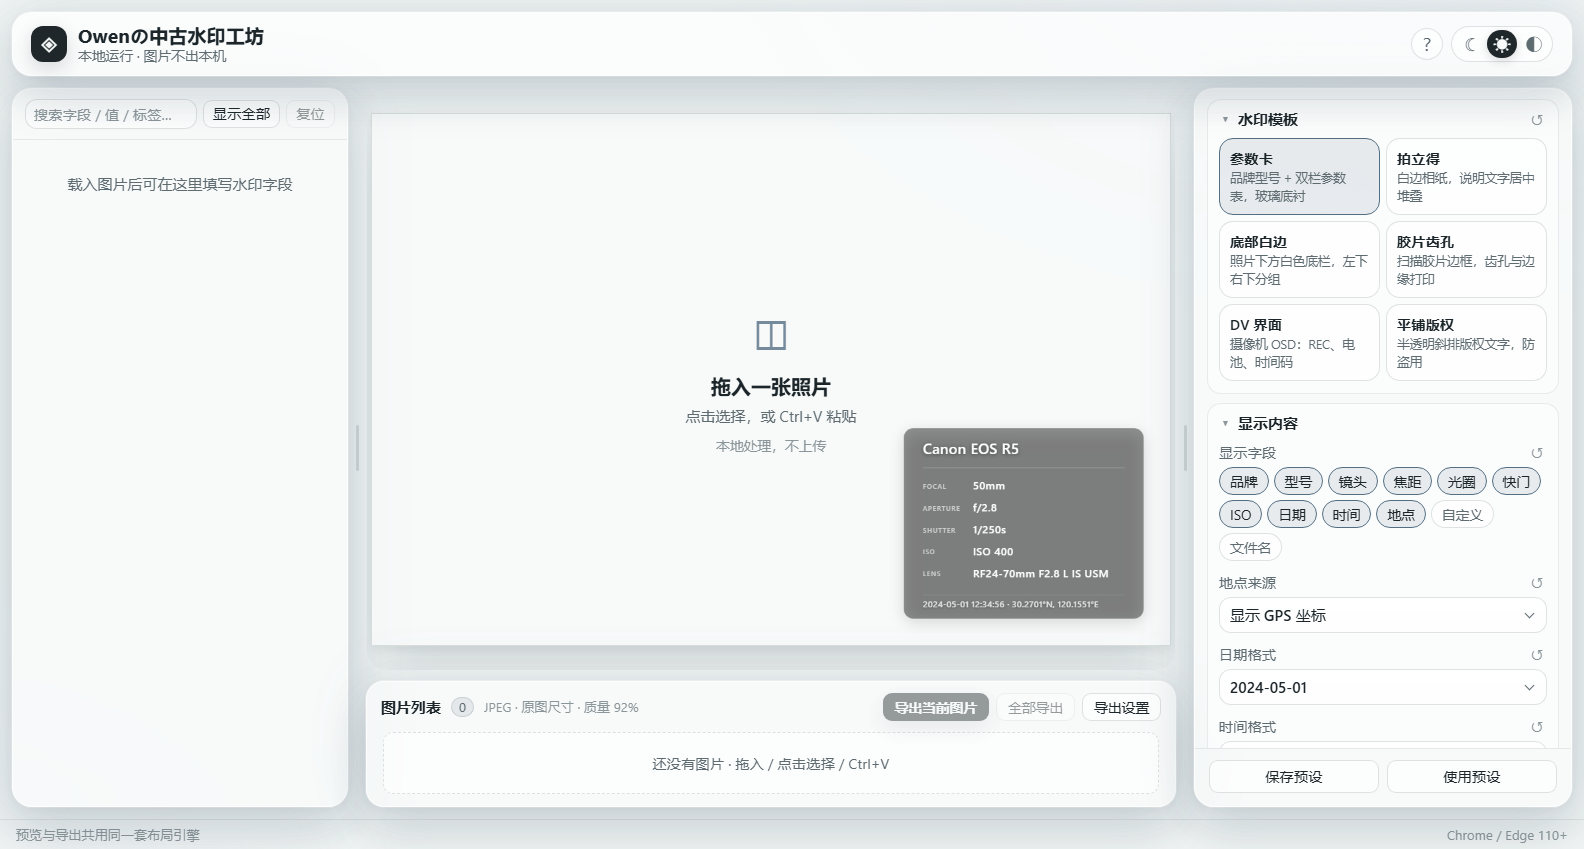 Owenの中古水印工坊
本地运行 · 图片不出本机
?
搜索字段 / 值 / 标签...
显示全部
复位
载入图片后可在这里填写水印字段
拖入一张照片
点击选择，或 Ctrl+V 粘贴
本地处理，不上传
Canon EOS R5
FOCAL 50mm
APERTURE f/2.8
SHUTTER 1/250s
ISO ISO 400
LENS RF24-70mm F2.8 L IS USM
2024-05-01 12:34:56 · 30.2701°N, 120.1551°E
图片列表 0 JPEG · 原图尺寸 · 质量 92%
导出当前图片
全部导出
导出设置
还没有图片 · 拖入 / 点击选择 / Ctrl+V
水印模板
参数卡
品牌型号 + 双栏参数
表，玻璃底衬
拍立得
白边相纸，说明文字居中
堆叠
底部白边
照片下方白色底栏，左下
右下分组
胶片齿孔
扫描胶片边框，齿孔与边
缘打印
DV 界面
摄像机 OSD：REC、电
池、时间码
平铺版权
半透明斜排版权文字，防
盗用
显示内容
显示字段
品牌 型号 镜头 焦距 光圈 快门
ISO 日期 时间 地点 自定义
文件名
地点来源
显示 GPS 坐标
日期格式
2024-05-01
时间格式
保存预设
使用预设
预览与导出共用同一套布局引擎
Chrome / Edge 110+